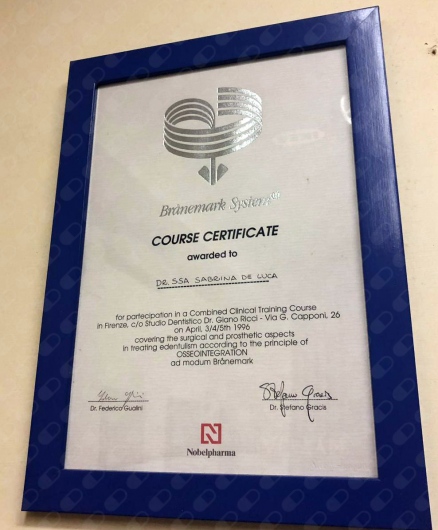 Brånemark System®
COURSE CERTIFICATE
awarded to
DR. SSA SABRINA DE LUCA
for partecipation in a Combined Clinical Training Course
in Firenze, c/o Studio Dentistico Dr. Giano Ricci - Via G. Capponi, 26
on April, 3/4/5th 1996
covering the surgical and prosthetic aspects
in treating edentulism according to the principle of
OSSEOINTEGRATION
ad modum Brånemark
Dr. Federico Gualini
Stefano Gracis
Dr. Stefano Gracis
Nobelpharma